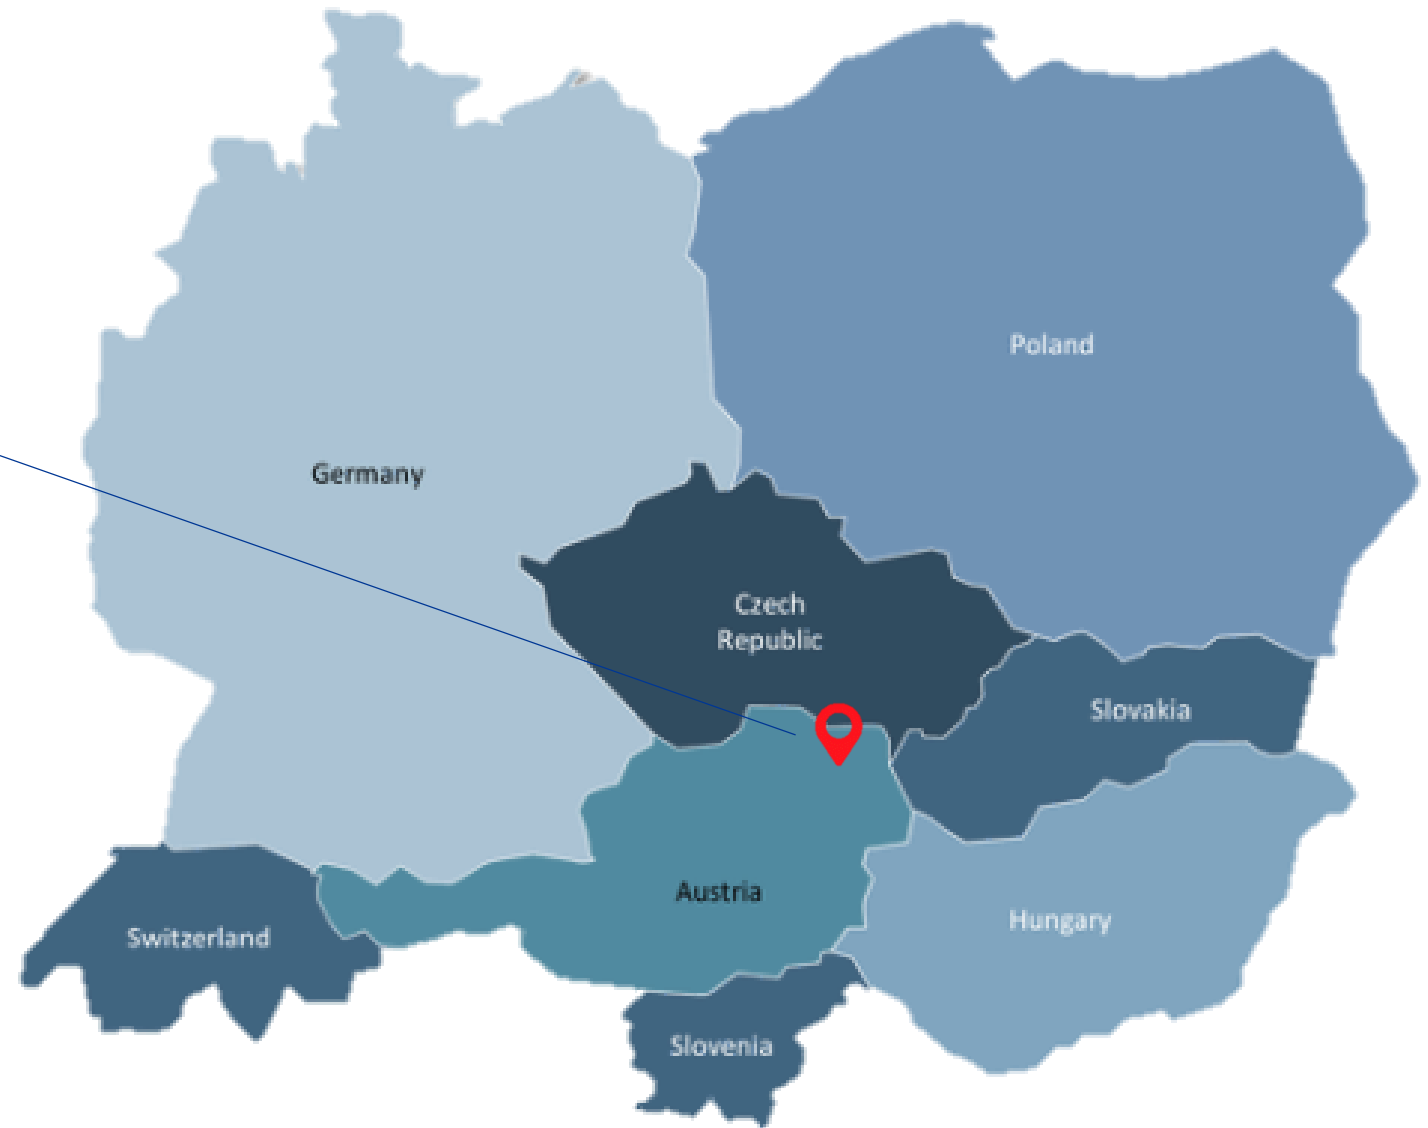 Poland
Germany
Czech
Republic
Slovakia
Austria
Hungary
Switzerland
Slovenia